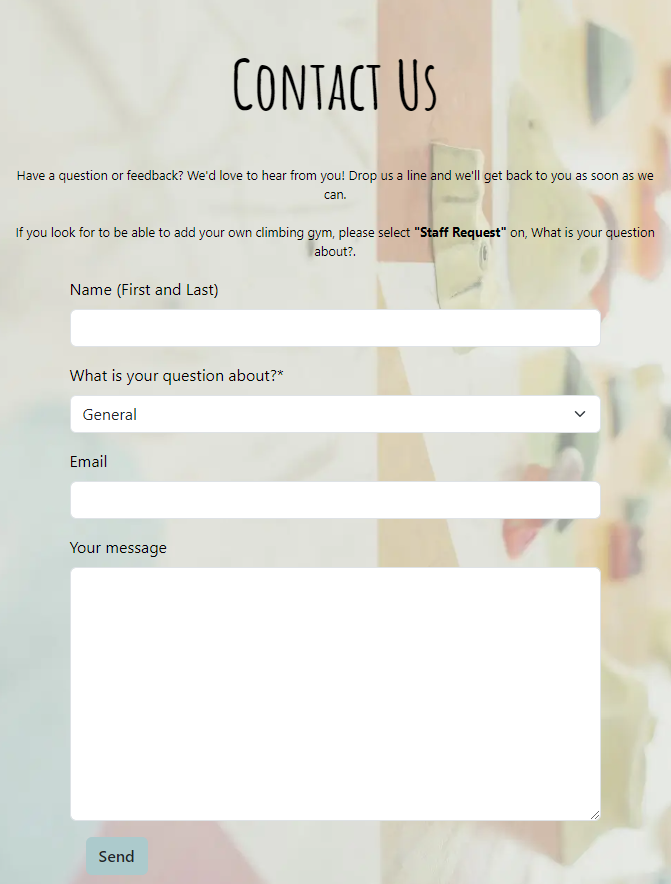 Contact Us
Have a question or feedback? We'd love to hear from you! Drop us a line and we'll get back to you as soon as we
can.
If you look for to be able to add your own climbing gym, please select "Staff Request" on, What is your question
about?.
Name (First and Last)
What is your question about?*
General
Email
Your message
Send